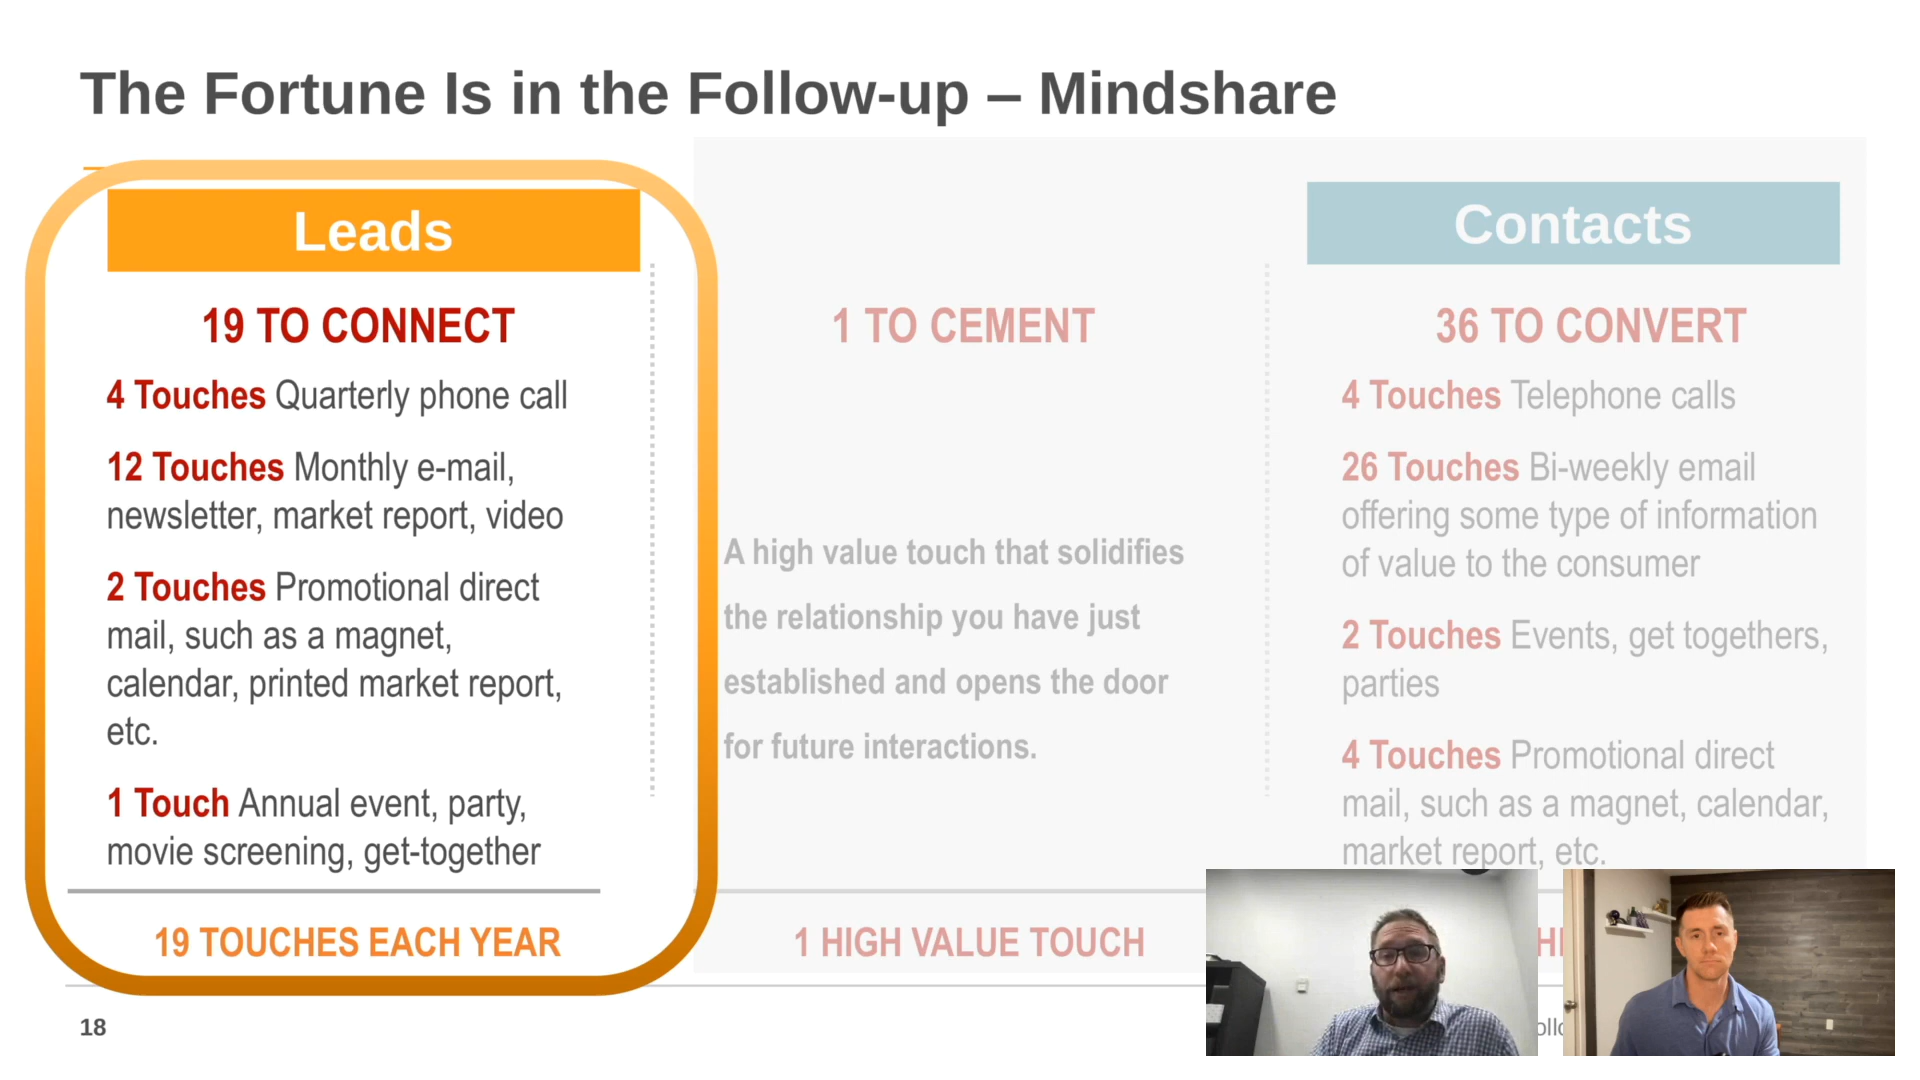 The Fortune Is in the Follow-up – Mindshare
Leads
19 TO CONNECT
4 Touches Quarterly phone call
12 Touches Monthly e-mail,
newsletter, market report, video
2 Touches Promotional direct
mail, such as a magnet,
calendar, printed market report,
etc.
1 Touch Annual event, party,
movie screening, get-together
19 TOUCHES EACH YEAR
1 TO CEMENT
A high value touch that solidifies
the relationship you have just
established and opens the door
for future interactions.
1 HIGH VALUE TOUCH
Contacts
36 TO CONVERT
4 Touches Telephone calls
26 Touches Bi-weekly email
offering some type of information
of value to the consumer
2 Touches Events, get togethers,
parties
4 Touches Promotional direct
mail, such as a magnet, calendar,
market report, etc.
18